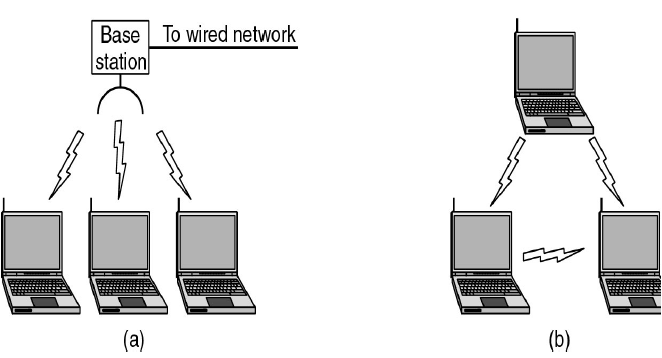 Base
station
To wired network
(a)
(b)